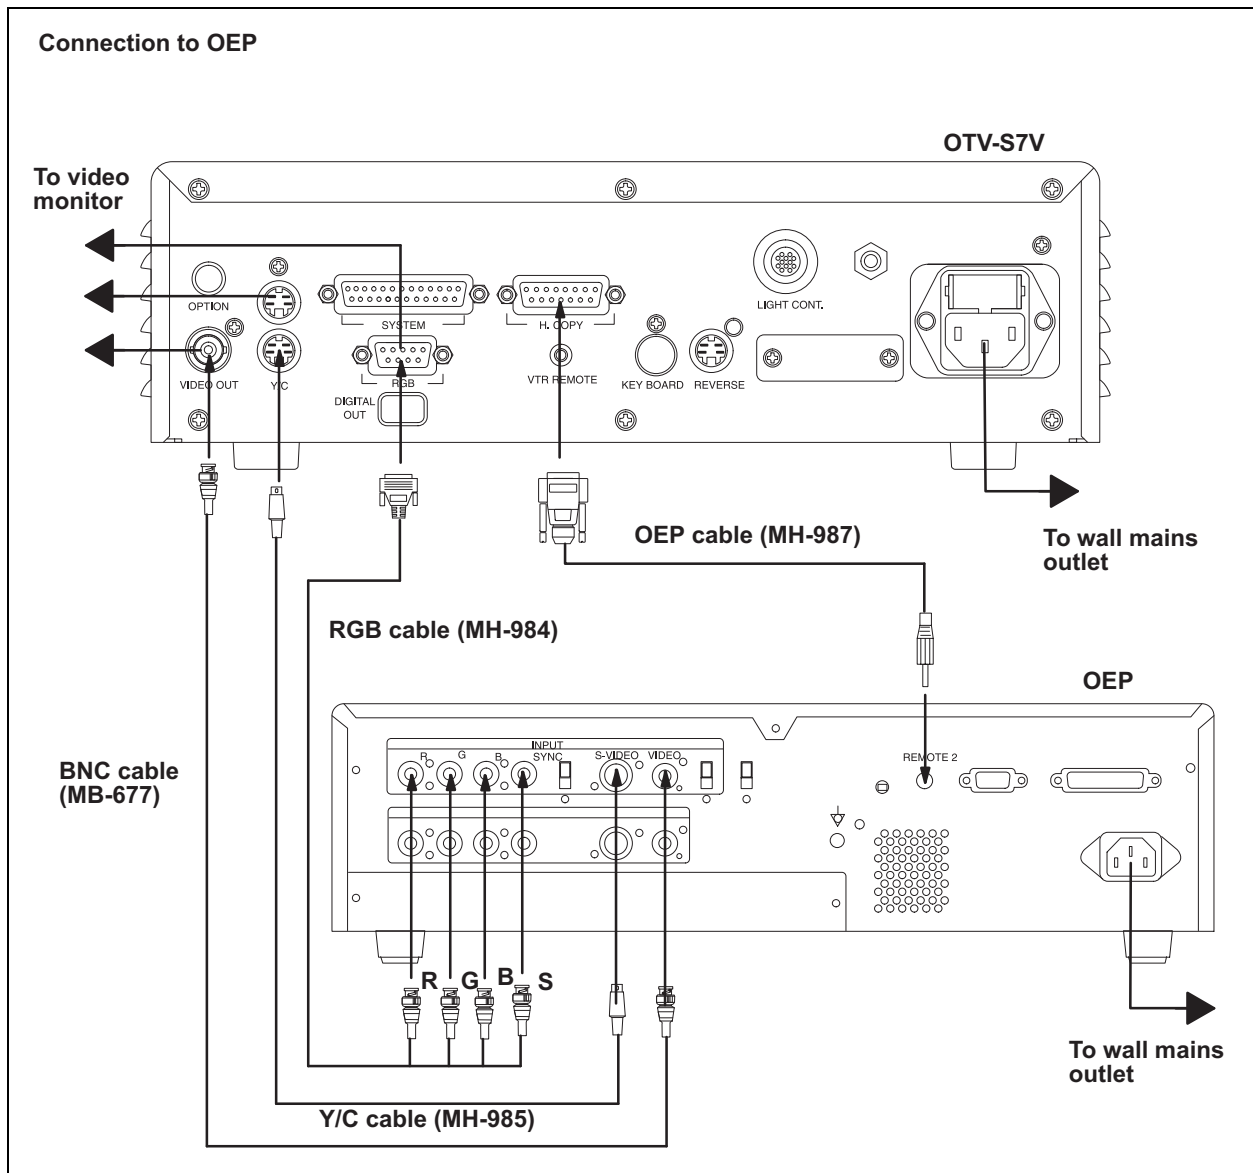 Connection to OEP
OTV-S7V
To video
monitor
OPTION
SYSTEM
H. COPY
LIGHT CONT.
VIDEO OUT
Y/C
RGB
VTR REMOTE
KEY BOARD
REVERSE
DIGITAL
OUT
OEP cable (MH-987)
To wall mains
outlet
RGB cable (MH-984)
OEP
BNC cable
(MB-677)
INPUT
R
G
B
SYNC
S-VIDEO
VIDEO
REMOTE 2
R
G
B
S
To wall mains
outlet
Y/C cable (MH-985)